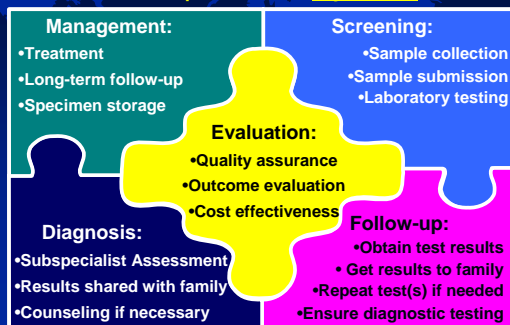 Management:
•Treatment
•Long-term follow-up
•Specimen storage
Screening:
•Sample collection
•Sample submission
•Laboratory testing
Evaluation:
•Quality assurance
•Outcome evaluation
•Cost effectiveness
Diagnosis:
•Subspecialist Assessment
•Results shared with family
•Counseling if necessary
Follow-up:
•Obtain test results
• Get results to family
•Repeat test(s) if needed
•Ensure diagnostic testing